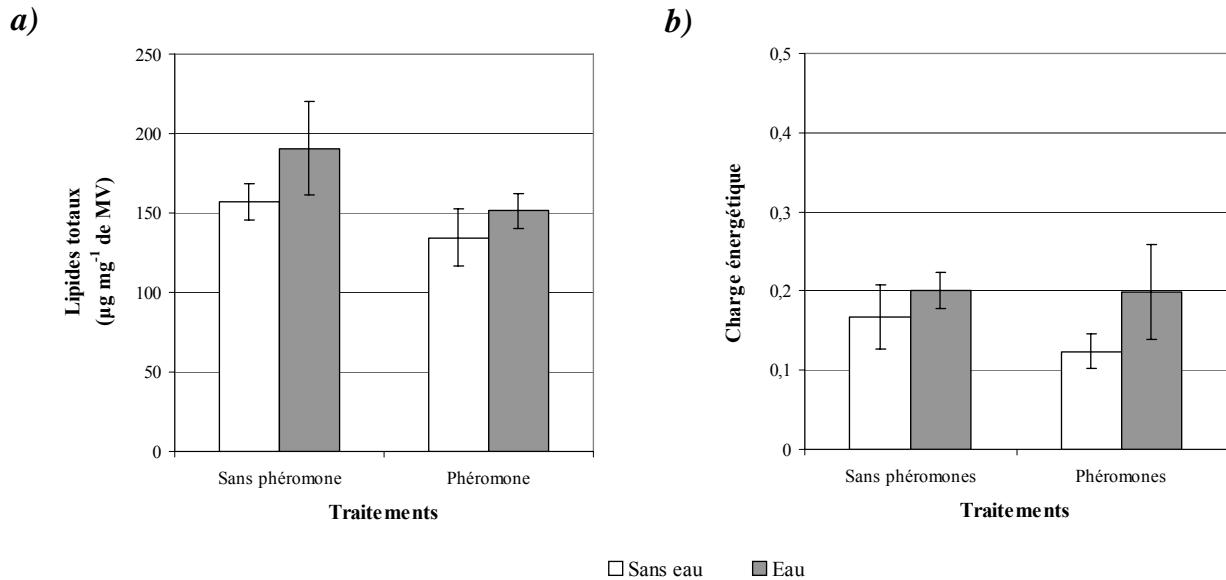 a)
250
200
150
100
50
0
Lipides totaux
(µg mg⁻¹ de MV)
Sans phéromone
Phéromone
Traitements
b)
0,5
0,4
0,3
0,2
0,1
0
Charge énergétique
Sans phéromones
Phéromones
Traitements
Sans eau
Eau